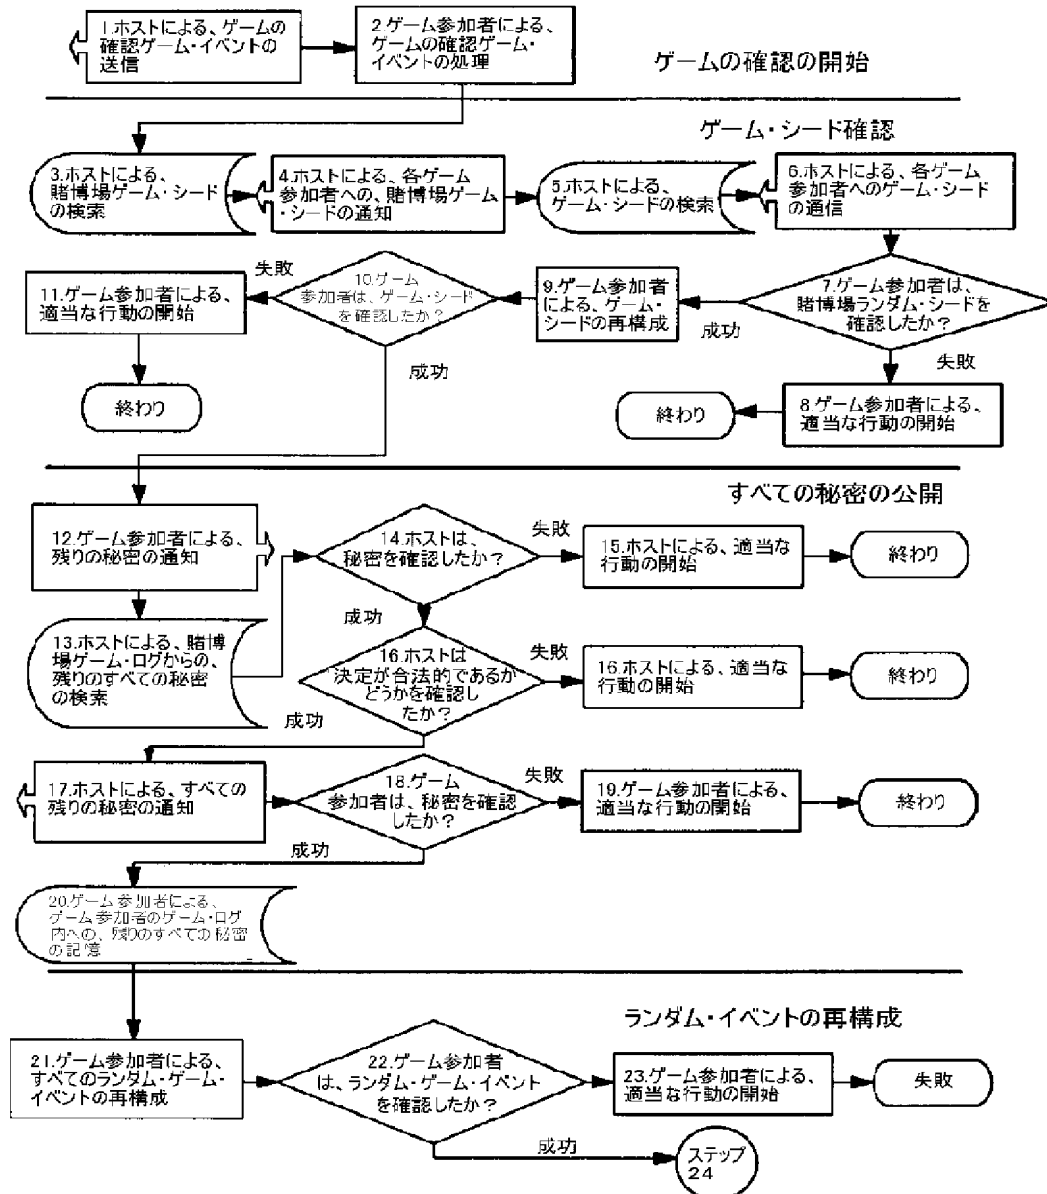 1.ホストによる、ゲームの
確認ゲーム・イベントの
送信
2.ゲーム参加者による、
ゲームの確認ゲーム・
イベントの処理
ゲームの確認の開始
ゲーム・シード確認
3.ホストによる、
賭博場ゲーム・シード
の検索
4.ホストによる、各ゲーム
参加者への、賭博場ゲーム
・シードの通知
5.ホストによる、
ゲーム・シードの検索
6.ホストによる、各ゲーム
参加者へのゲーム・シード
の通信
7.ゲーム参加者は、
賭博場ランダム・シードを
確認したか？
成功
失敗
8.ゲーム参加者による、
適当な行動の開始
終わり
9.ゲーム参加者
による、ゲーム・
シードの再構成
10.ゲーム
参加者は、ゲーム・シード
を確認したか？
失敗
成功
11.ゲーム参加者による、
適当な行動の開始
終わり
すべての秘密の公開
12.ゲーム参加者による、
残りの秘密の通知
13.ホストによる、賭博
場ゲーム・ログからの、
残りのすべての秘密
の検索
14.ホストは、
秘密を確認したか？
失敗
成功
15.ホストによる、適当な
行動の開始
終わり
16.ホストは
決定が合法的であるか
どうかを確認し
たか？
失敗
成功
16.ホストによる、適当な
行動の開始
終わり
17.ホストによる、すべての
残りの秘密の通知
18.ゲーム
参加者は、秘密を確認
したか？
失敗
成功
19.ゲーム参加者による、
適当な行動の開始
終わり
20.ゲーム参加者による、
ゲーム参加者のゲーム・ログ
内への、残りのすべての秘密
の記憶
ランダム・イベントの再構成
21.ゲーム参加者による、
すべてのランダム・ゲーム・
イベントの再構成
22.ゲーム参加者
は、ランダム・ゲーム・イベント
を確認したか？
23.ゲーム参加者による、
適当な行動の開始
失敗
成功
ステップ
24